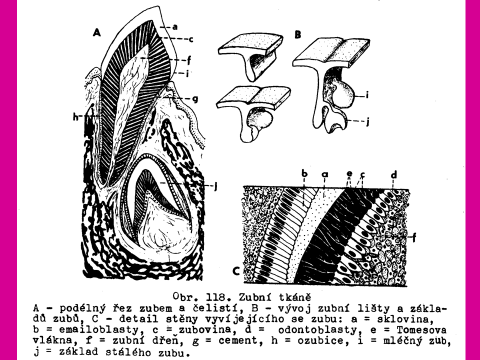 A
a
c
f
i
g
h
j
B
i
j
b
a
e
c
d
f
C
Obr. 118. Zubní tkáně
A - podélný řez zubem a čelistí, B - vývoj zubní lišty a zákla-
dů zubů, C - detail stěny vyvíjejícího se zubu: a = sklovina,
b = emailoblasty, c = zubovina, d = odontoblasty, e = Tomesova
vlákna, f = zubní dřeň, g = cement, h = ozubice, i = mléčný zub,
j = základ stálého zubu.